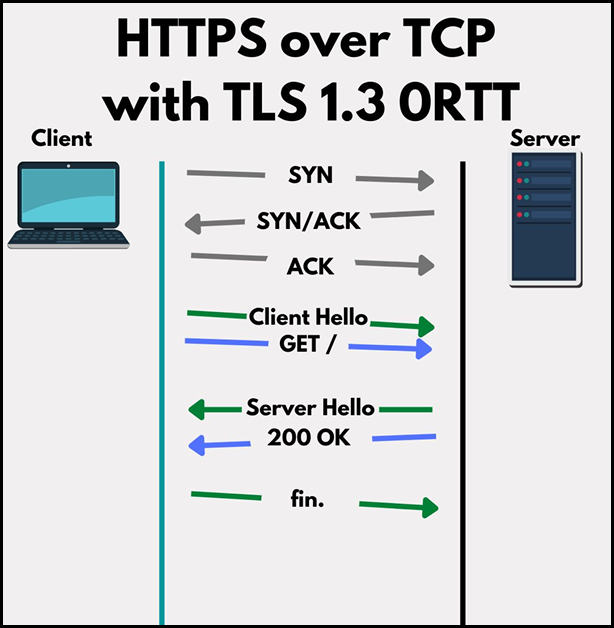 HTTPS over TCP
with TLS 1.3 0RTT
Client
Server
SYN
SYN/ACK
ACK
Client Hello
GET /
Server Hello
200 OK
fin.